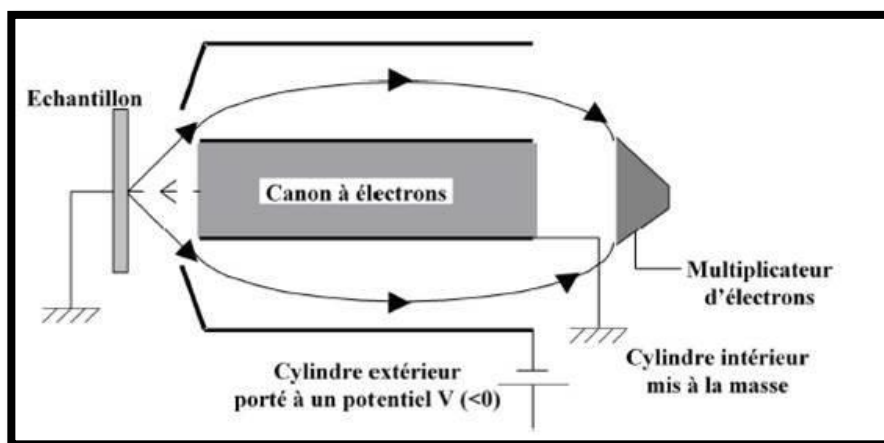 Echantillon
Canon à électrons
Multiplicateur
d'électrons
Cylindre extérieur
porté à un potentiel V (<0)
Cylindre intérieur
mis à la masse